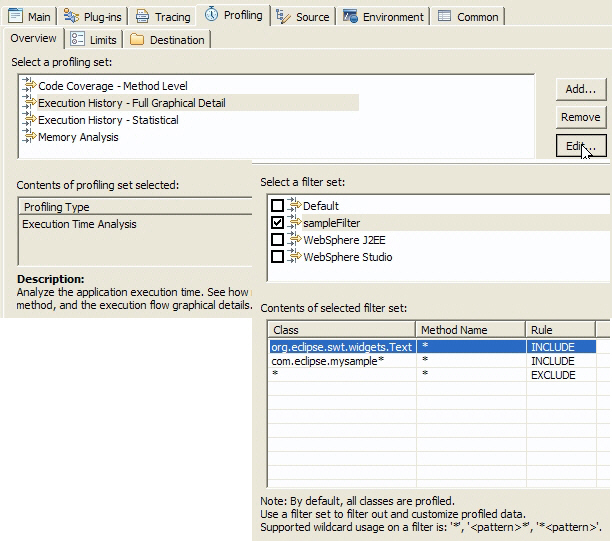 Main Plug-ins Tracing Profiling Source Environment Common
Overview Limits Destination
Select a profiling set:
Code Coverage - Method Level
Execution History - Full Graphical Detail
Execution History - Statistical
Memory Analysis
Add...
Remove
Edit...
Contents of profiling set selected:
Profiling Type
Execution Time Analysis
Description:
Analyze the application execution time. See how
method, and the execution flow graphical details.
Select a filter set:
Default
sampleFilter
WebSphere J2EE
WebSphere Studio
Contents of selected filter set:
Class Method Name Rule
org.eclipse.swt.widgets.Text * INCLUDE
com.eclipse.mysample* * INCLUDE
* * EXCLUDE
Note: By default, all classes are profiled.
Use a filter set to filter out and customize profiled data.
Supported wildcard usage on a filter is: '*', '<pattern>*', '*<pattern>'.